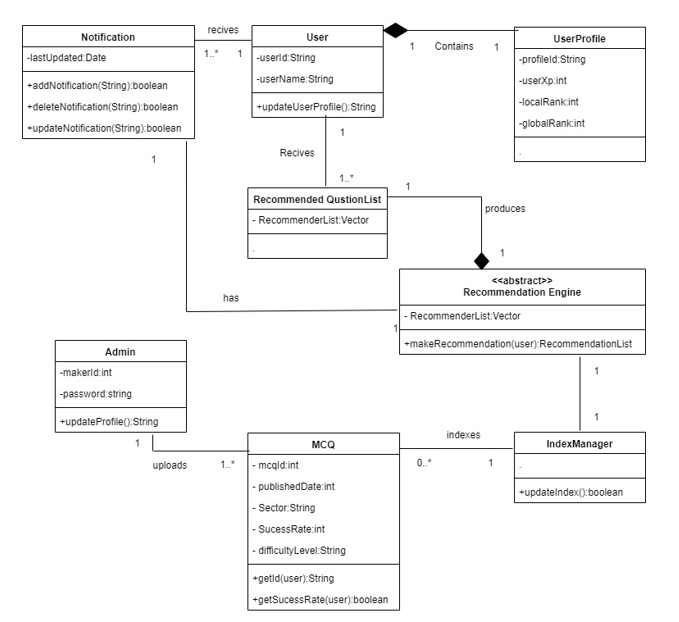 Notification
-lastUpdated:Date
+addNotification(String):boolean
+deleteNotification(String):boolean
+updateNotification(String):boolean
recives
1..*
1
User
-userId:String
-userName:String
+updateUserProfile():String
1
Contains
1
UserProfile
-profileId:String
-userXp:int
-localRank:int
-globalRank:int
.
1
1
Recives
1..*
Recommended QustionList
- RecommenderList:Vector
.
1
produces
1
<<abstract>>
Recommendation Engine
- RecommenderList:Vector
+makeRecommendation(user):RecommendationList
has
1
Admin
-makerId:int
-password:string
+updateProfile():String
1
uploads
1..*
MCQ
- mcqId:int
- publishedDate:int
- Sector:String
- SucessRate:int
- difficultyLevel:String
+getId(user):String
+getSucessRate(user):boolean
indexes
0..*
1
1
1
IndexManager
.
+updateIndex():boolean